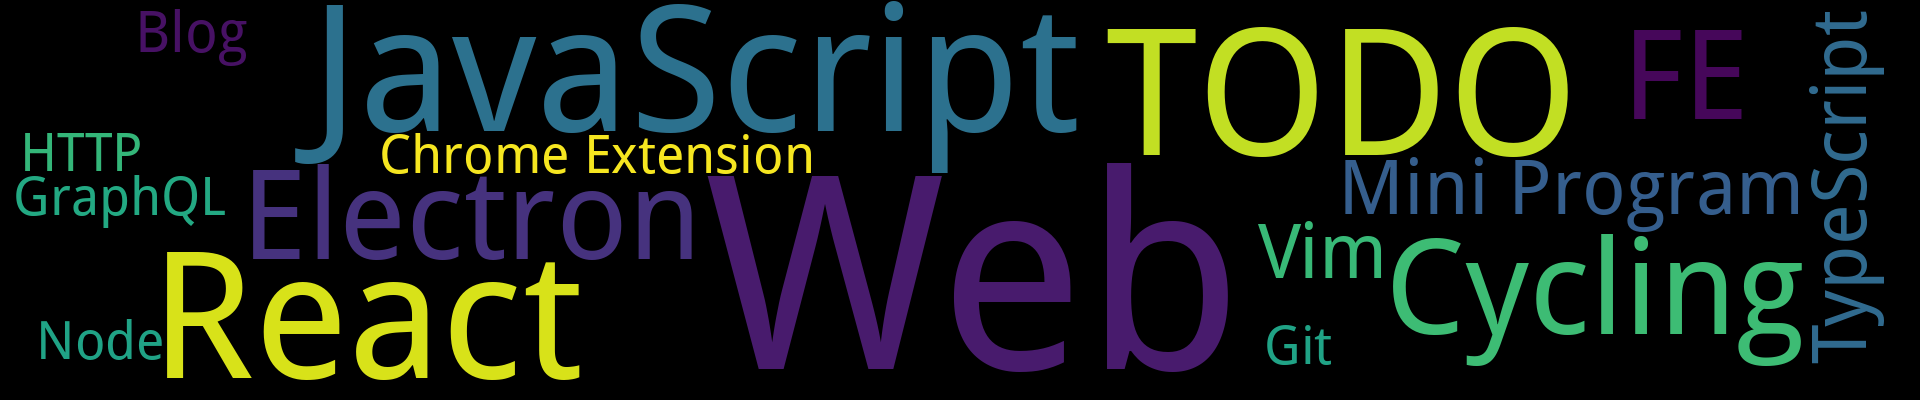 Blog
JavaScript
TODO
FE
TypeScript
HTTP
Chrome Extension
GraphQL
Electron
Web
Mini Program
Vim
Cycling
React
Node
Git